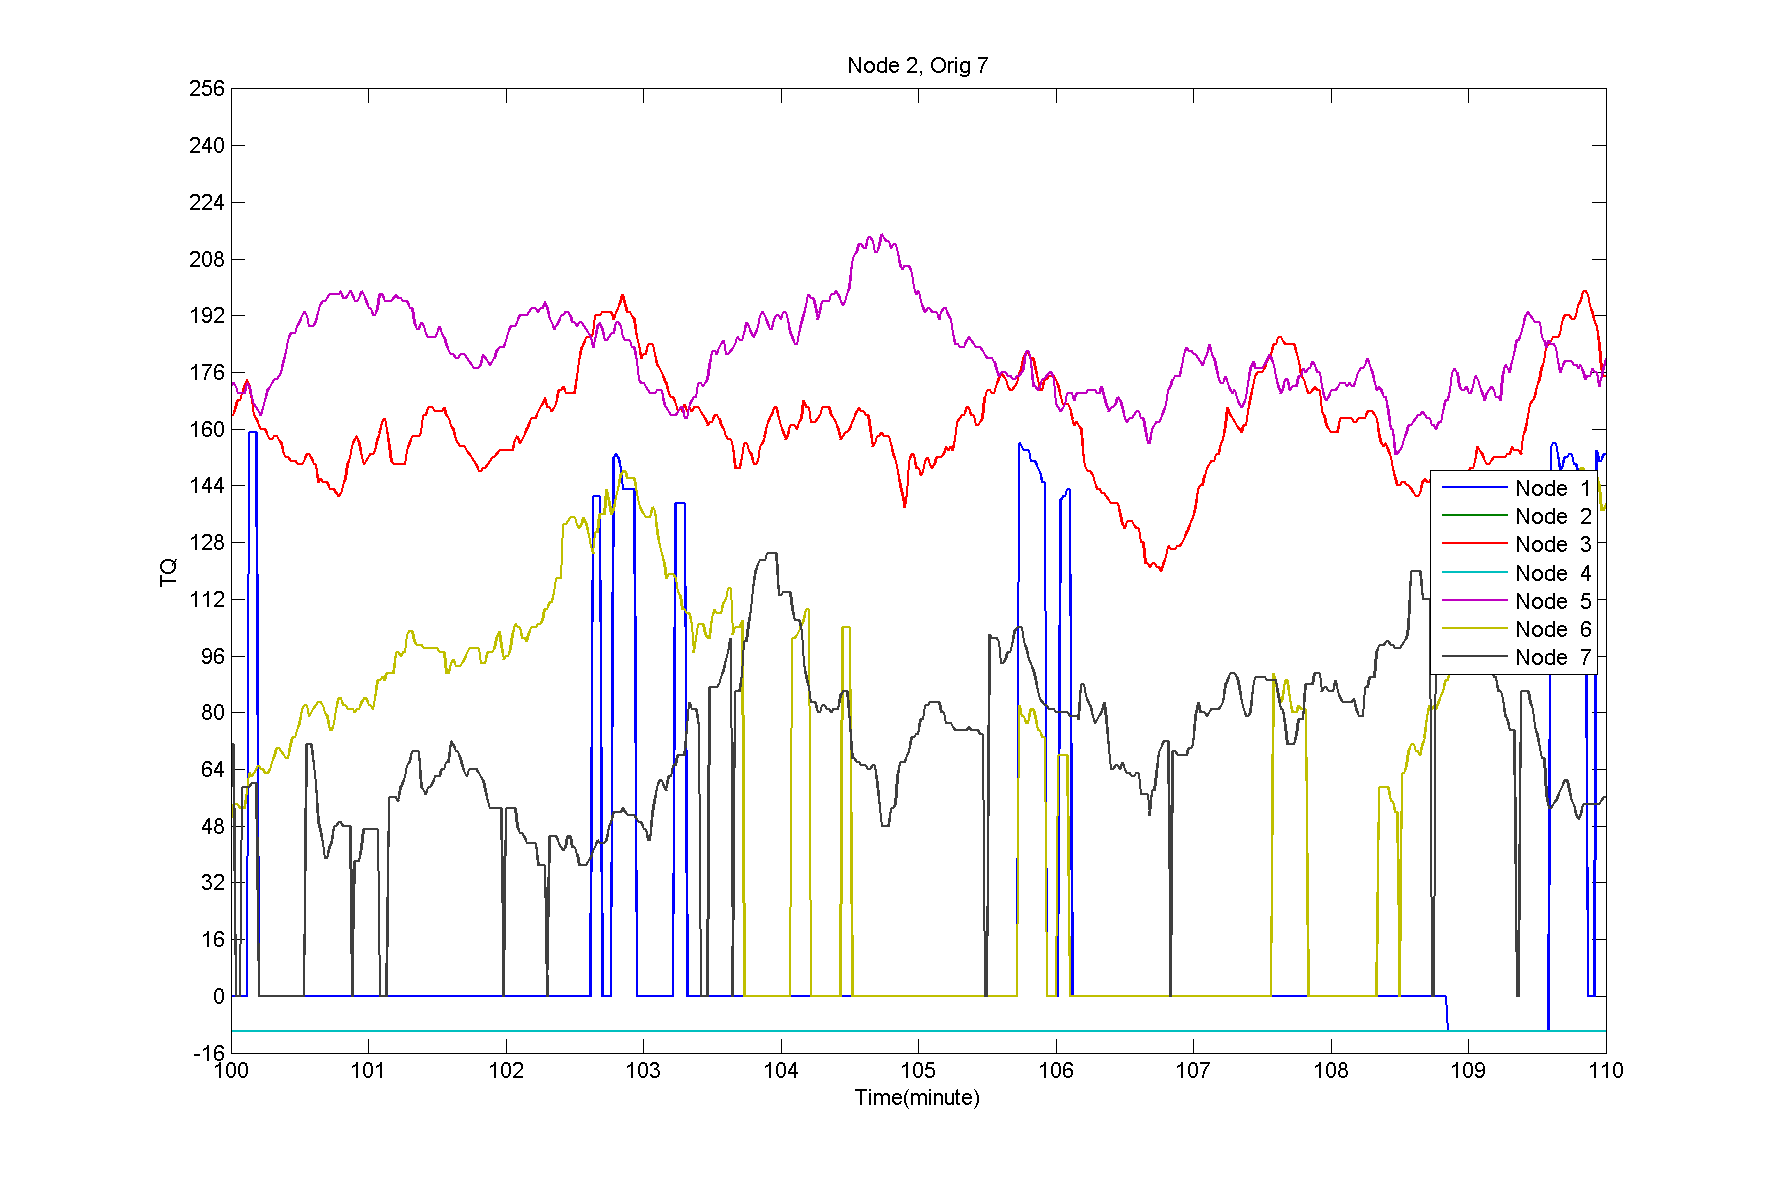 Node 2, Orig 7
256
240
224
208
192
176
160
144
128
112
96
80
64
48
32
16
0
-16
TQ
Node 1
Node 2
Node 3
Node 4
Node 5
Node 6
Node 7
100 101 102 103 104 105 106 107 108 109 110
Time(minute)